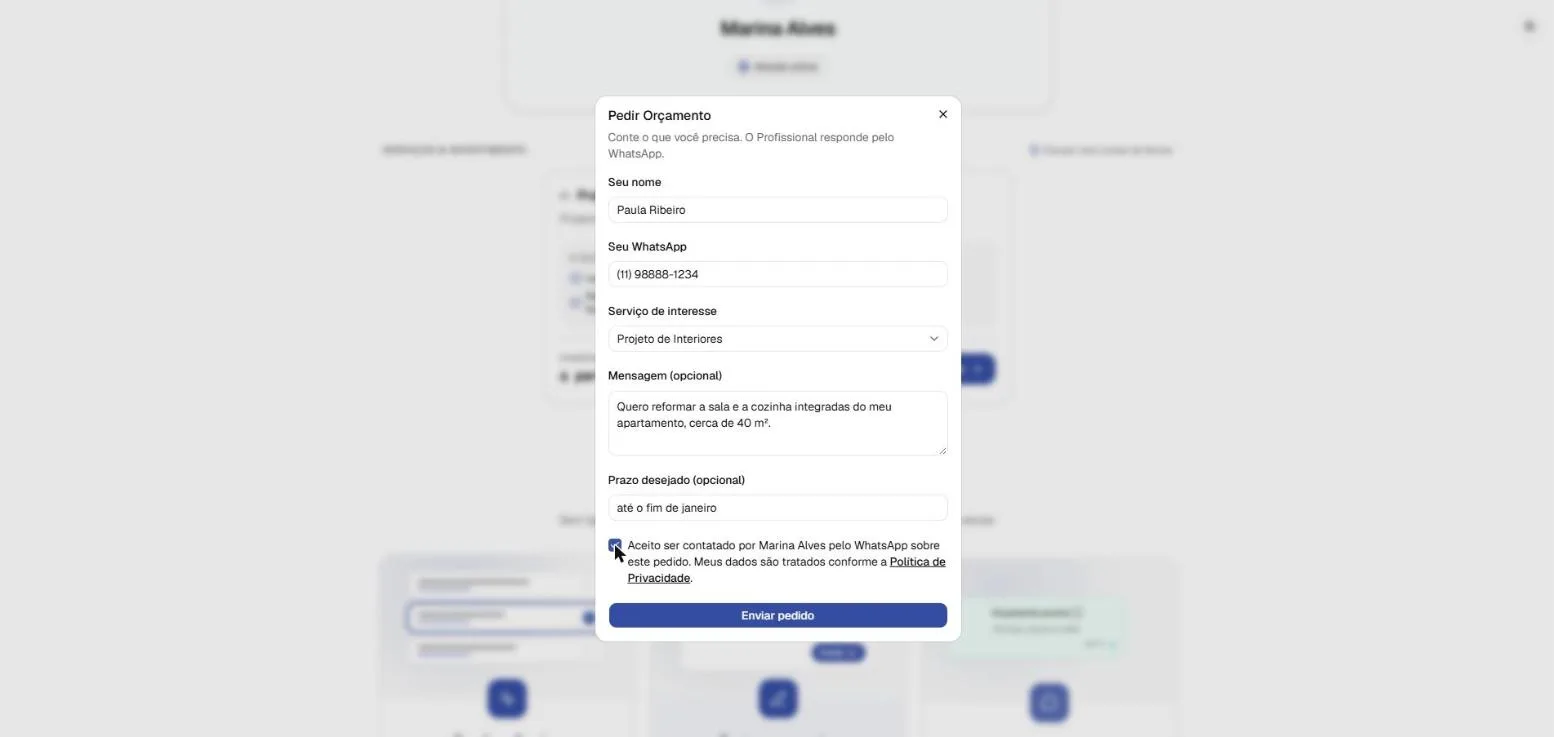 Marina Alves
Pedir Orçamento
Conte o que você precisa. O Profissional responde pelo
WhatsApp.
Seu nome
Paula Ribeiro
Seu WhatsApp
(11) 98888-1234
Serviço de interesse
Projeto de Interiores
Mensagem (opcional)
Quero reformar a sala e a cozinha integradas do meu
apartamento, cerca de 40 m².
Prazo desejado (opcional)
até o fim de janeiro
Aceito ser contatado por Marina Alves pelo WhatsApp sobre
este pedido. Meus dados são tratados conforme a Política de
Privacidade.
Enviar pedido